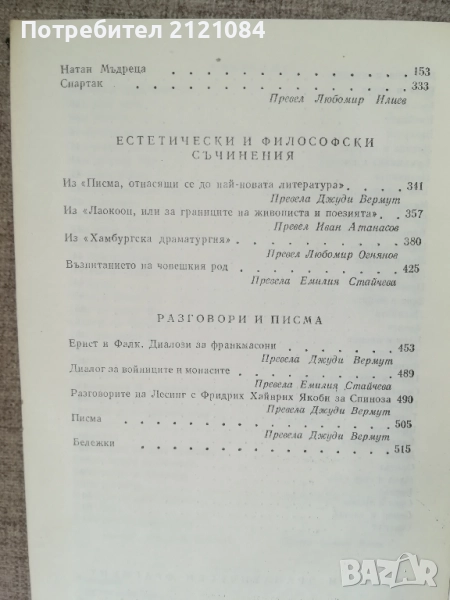 Потребител 2121084
Натан Мъдреца . . . . . . . . . . . 153
Спартак . . . . . . . . . . . . 333
Превел Любомир Илиев
ЕСТЕТИЧЕСКИ И ФИЛОСОФСКИ
СЪЧИНЕНИЯ
Из «Писма, отнасящи се до най-новата литература» . . 341
Превела Джуди Вермут
Из «Лаокоон, или за границите на живописта и поезията» . 357
Превел Иван Атанасов
Из «Хамбургска драматургия» . . . . . . . 380
Превел Любомир Огнянов
Възпитанието на човешкия род . . . . . . . 425
Превела Емилия Стайчева
РАЗГОВОРИ И ПИСМА
Ернст и Фалк. Диалози за франкмасони . . . . . 453
Превела Джуди Вермут
Диалог за войниците и монасите . . . . . . . 489
Превела Емилия Стайчева
Разговорите на Лесинг с Фридрих Хайнрих Якоби за Спиноза 490
Превела Джуди Вермут
Писма . . . . . . . . . . . . 505
Превела Джуди Вермут
Бележки . . . . . . . . . . . . 515
BAZAR